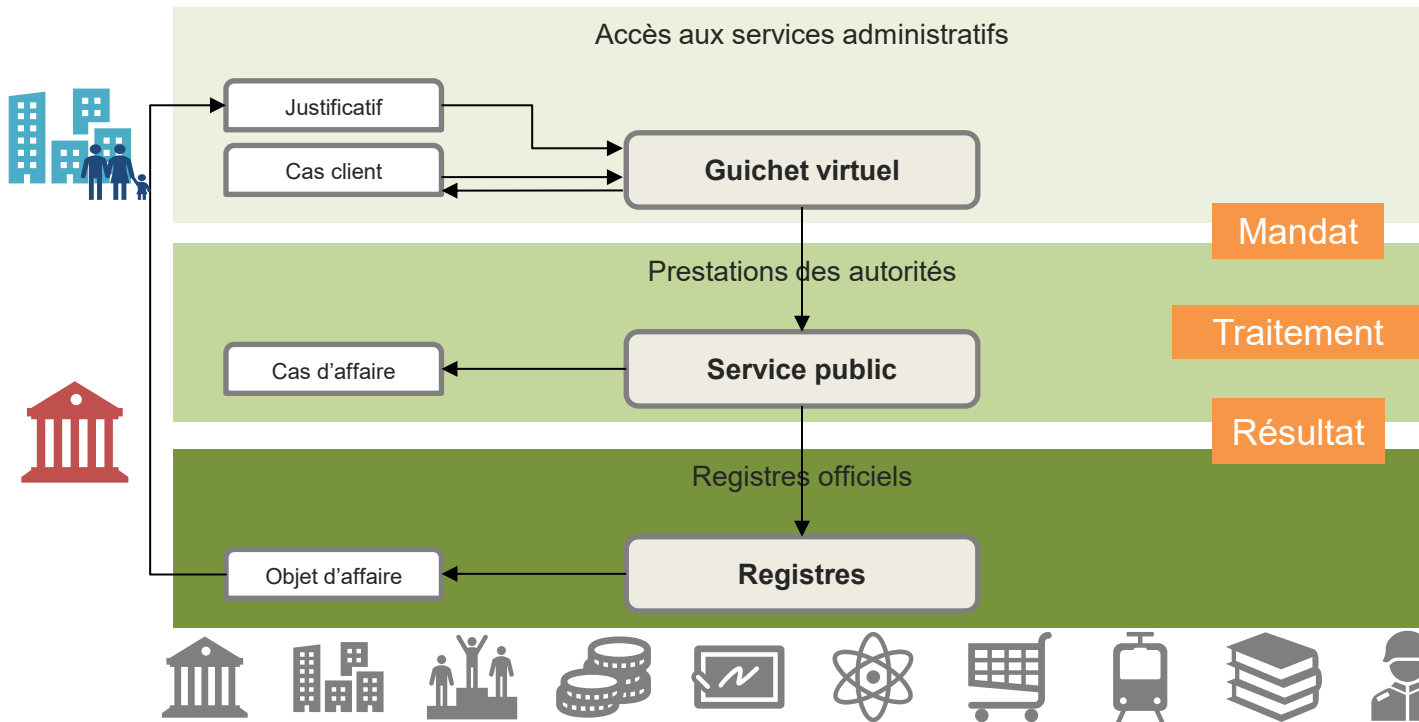 Accès aux services administratifs
Justificatif
Cas client
Guichet virtuel
Mandat
Prestations des autorités
Traitement
Cas d’affaire
Service public
Résultat
Registres officiels
Objet d’affaire
Registres